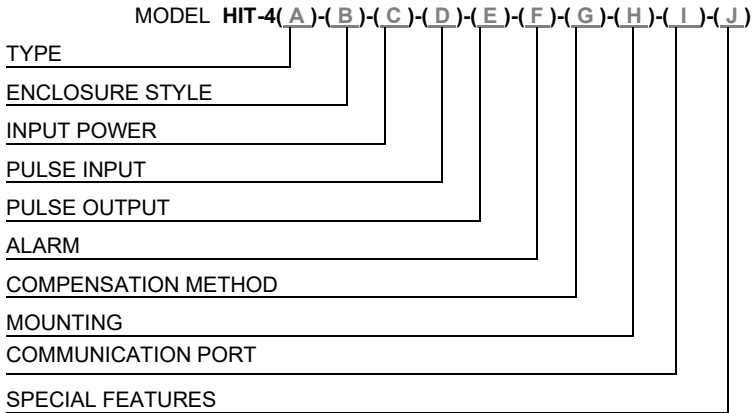 MODEL HIT-4( A )-( B )-( C )-( D )-( E )-( F )-( G )-( H )-( I )-( J )
TYPE
ENCLOSURE STYLE
INPUT POWER
PULSE INPUT
PULSE OUTPUT
ALARM
COMPENSATION METHOD
MOUNTING
COMMUNICATION PORT
SPECIAL FEATURES